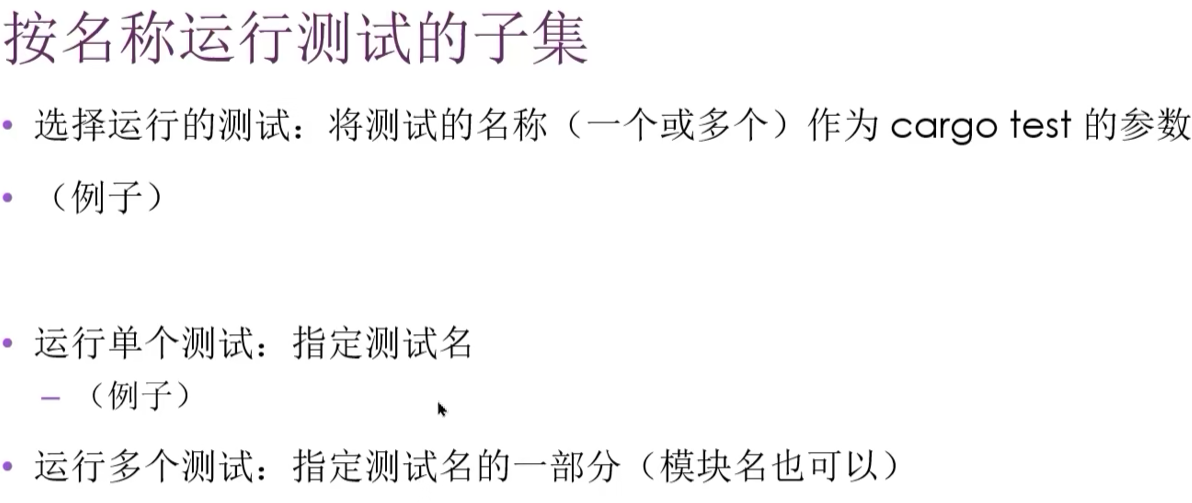 按名称运行测试的子集
• 选择运行的测试：将测试的名称（一个或多个）作为 cargo test 的参数
• （例子）
• 运行单个测试：指定测试名
– （例子）
• 运行多个测试：指定测试名的一部分（模块名也可以）